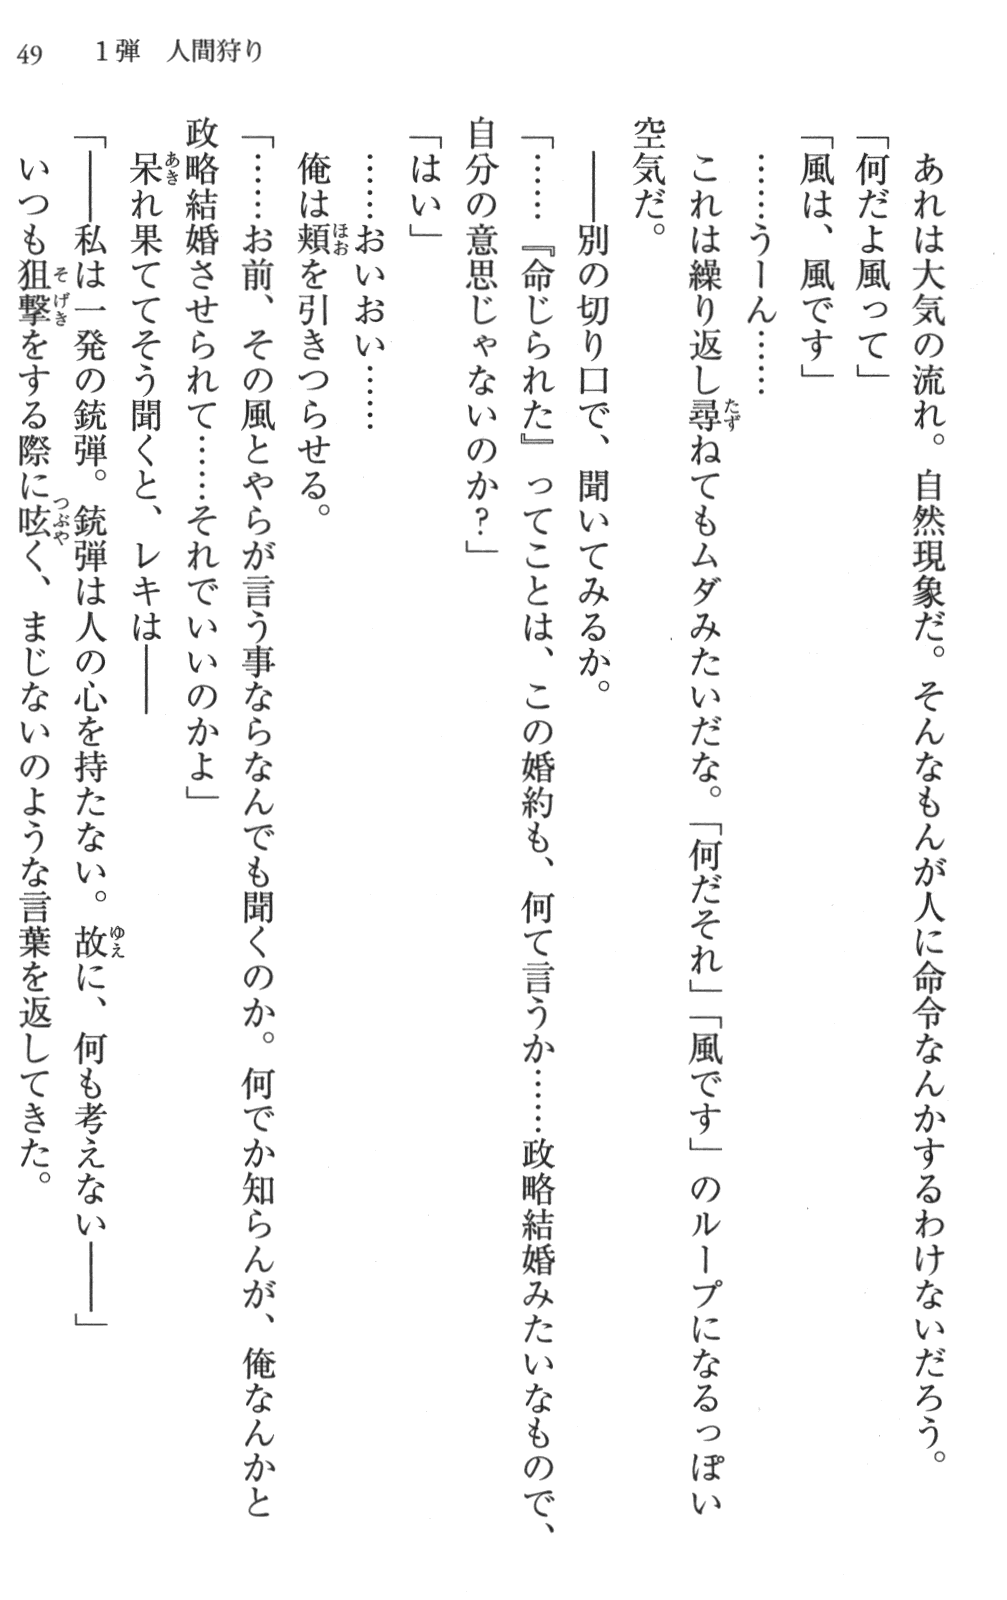 49　1弾　人間狩り
　あれは大気の流れ。自然現象だ。そんなもんが人に命令なんかするわけないだろう。
「何だよ風って」
「風は、風です」
　……うーん……
　これは繰り返し尋ねてもムダみたいだな。「何だそれ」「風です」のループになるっぽい
空気だ。
　――別の切り口で、聞いてみるか。
「……『命じられた』ってことは、この婚約も、何て言うか……政略結婚みたいなもので、
自分の意思じゃないのか？」
「はい」
　……おいおい……
　俺は頬を引きつらせる。
「……お前、その風とやらが言う事ならなんでも聞くのか。何でか知らんが、俺なんかと
政略結婚させられて……それでいいのかよ」
　呆れ果ててそう聞くと、レキは――
「――私は一発の銃弾。銃弾は人の心を持たない。故に、何も考えない――」
　いつも狙撃をする際に呟く、まじないのような言葉を返してきた。